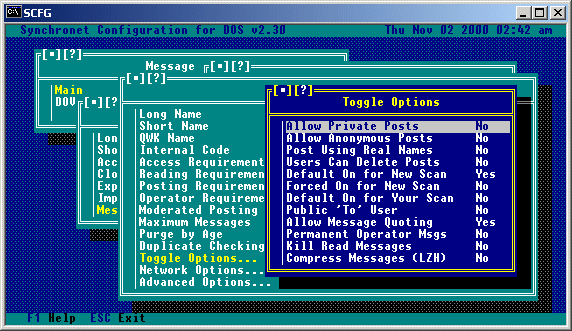 SCFG
Synchronet Configuration for DOS v2.30 Thu Nov 02 2000 02:42 am
[■][?]
Message [■][?]
[■][?]
Main
DOV
[■][?]
[■][?]
Toggle Options
Long Name
Short Name
QWK Name
Internal Code
Access Requirement
Reading Requiremen
Posting Requiremen
Operator Requireme
Moderated Posting
Maximum Messages
Purge by Age
Duplicate Checking
Toggle Options...
Network Options...
Advanced Options...
Lon
Sho
Acc
Clo
Exp
Imp
Mes
Allow Private Posts No
Allow Anonymous Posts No
Post Using Real Names No
Users Can Delete Posts No
Default On for New Scan Yes
Forced On for New Scan No
Default On for Your Scan No
Public 'To' User No
Allow Message Quoting Yes
Permanent Operator Msgs No
Kill Read Messages No
Compress Messages (LZH) No
F1 Help ESC Exit